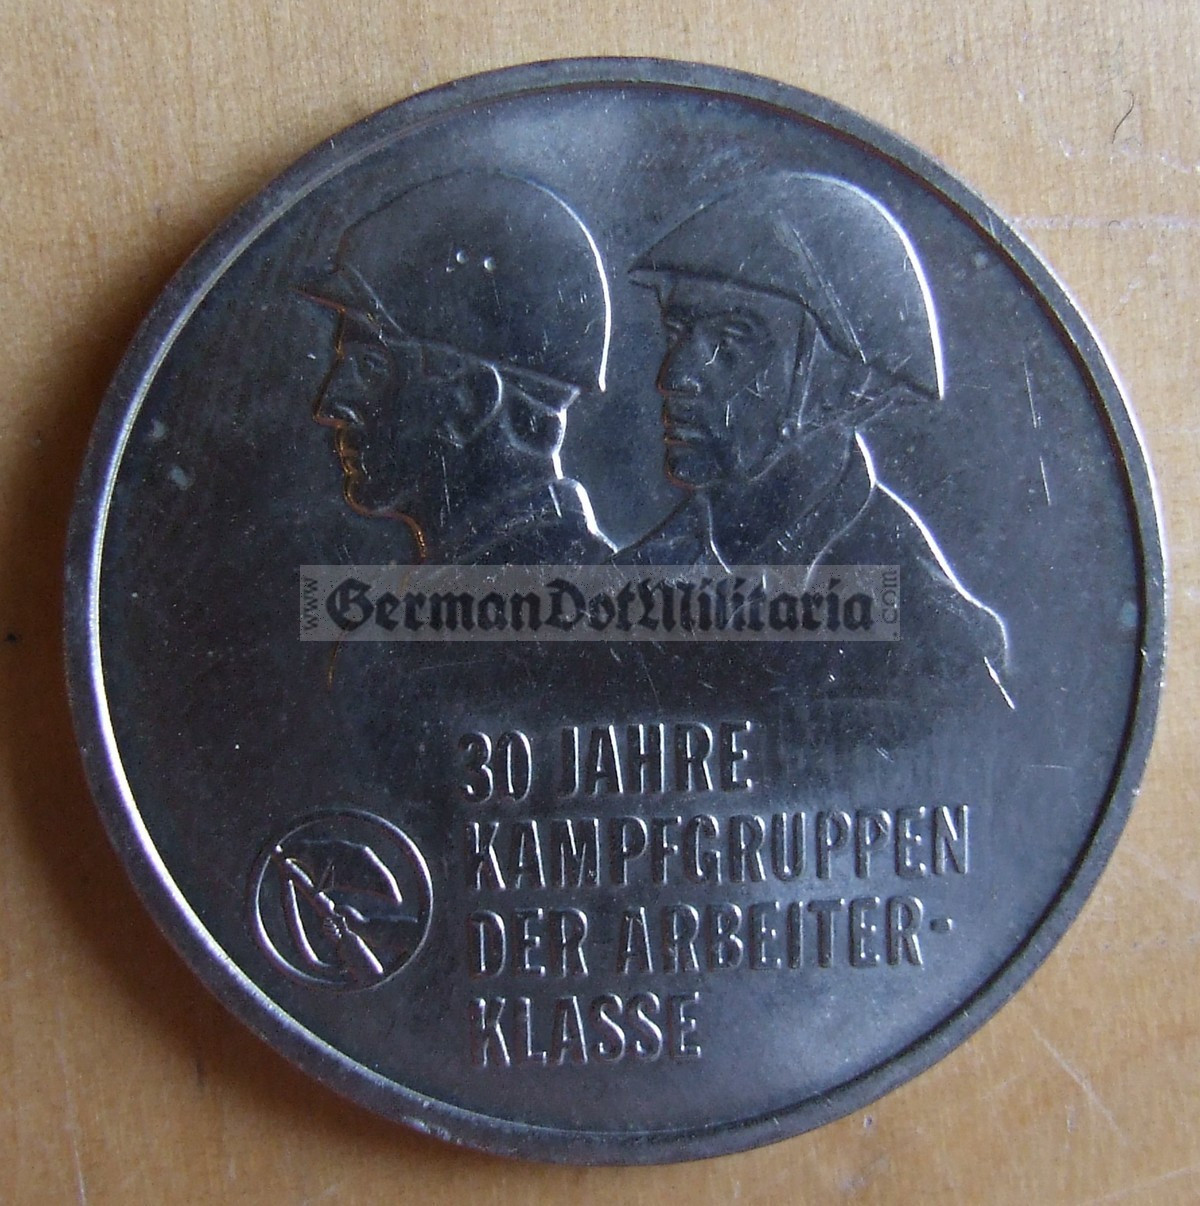 www.GermanDotMilitaria.com
30 JAHRE
KAMPFGRUPPEN
DER ARBEITER-
KLASSE